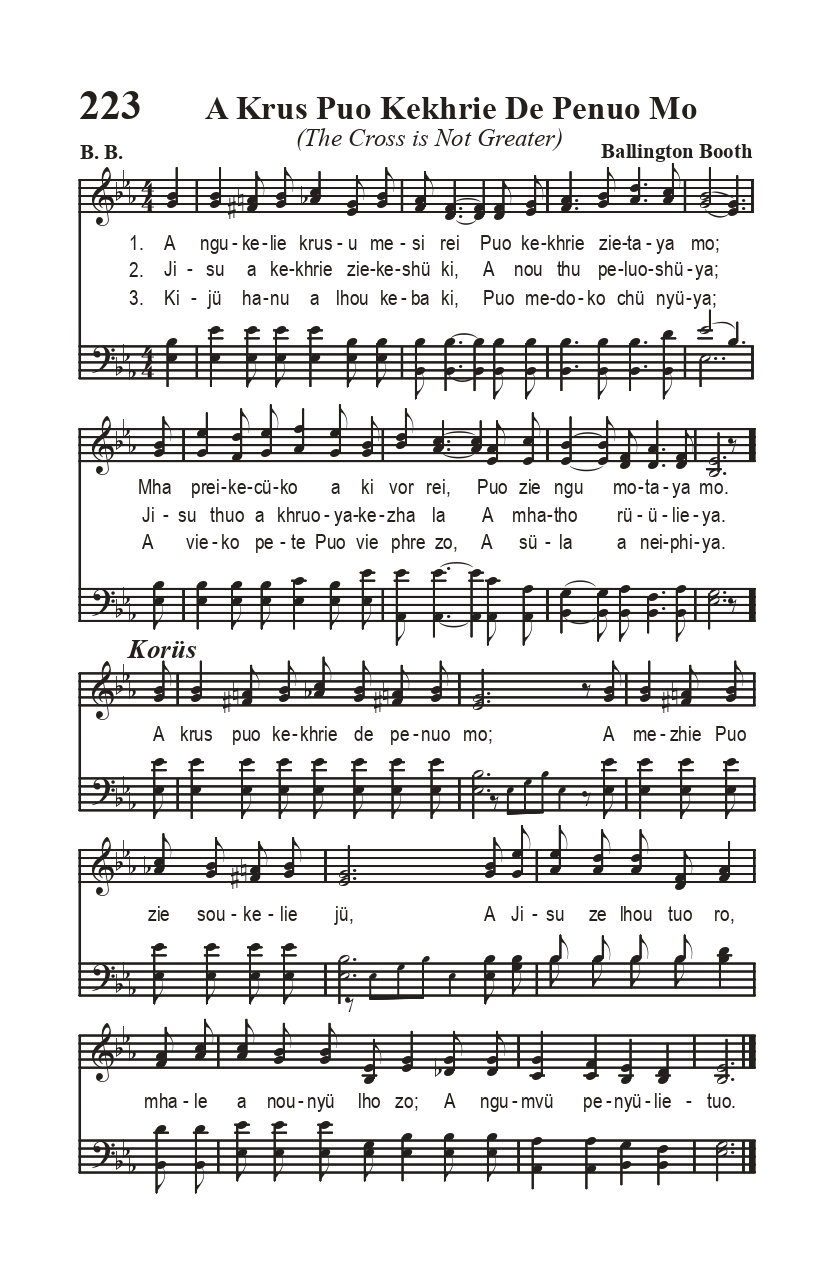 223 A Krus Puo Kekhrie De Penuo Mo
(The Cross is Not Greater)
B. B. Ballington Booth
1. A ngu - ke - lie krus - u me - si rei Puo ke-khrie zie-ta - ya mo;
2. Ji - su a ke-khrie zie-ke-shü ki, A nou thu pe-luo-shü-ya;
3. Ki - jü ha-nu a lhou ke-ba ki, Puo me-do-ko chü nyü-ya;
Mha prei-ke-cü-ko a ki vor rei, Puo zie ngu mo-ta-ya mo.
Ji - su thuo a khruo-ya-ke-zha la A mha-tho rü - ü - lie-ya.
A vie-ko pe - te Puo vie phre zo, A sü - la a nei-phi-ya.
Korüs
A krus puo ke-khrie de pe-nuo mo; A me-zhie Puo
zie sou - ke - lie jü, A Ji - su ze lhou tuo ro,
mha - le a nou-nyü lho zo; A ngu-mvü pe-nyü-lie - tuo.